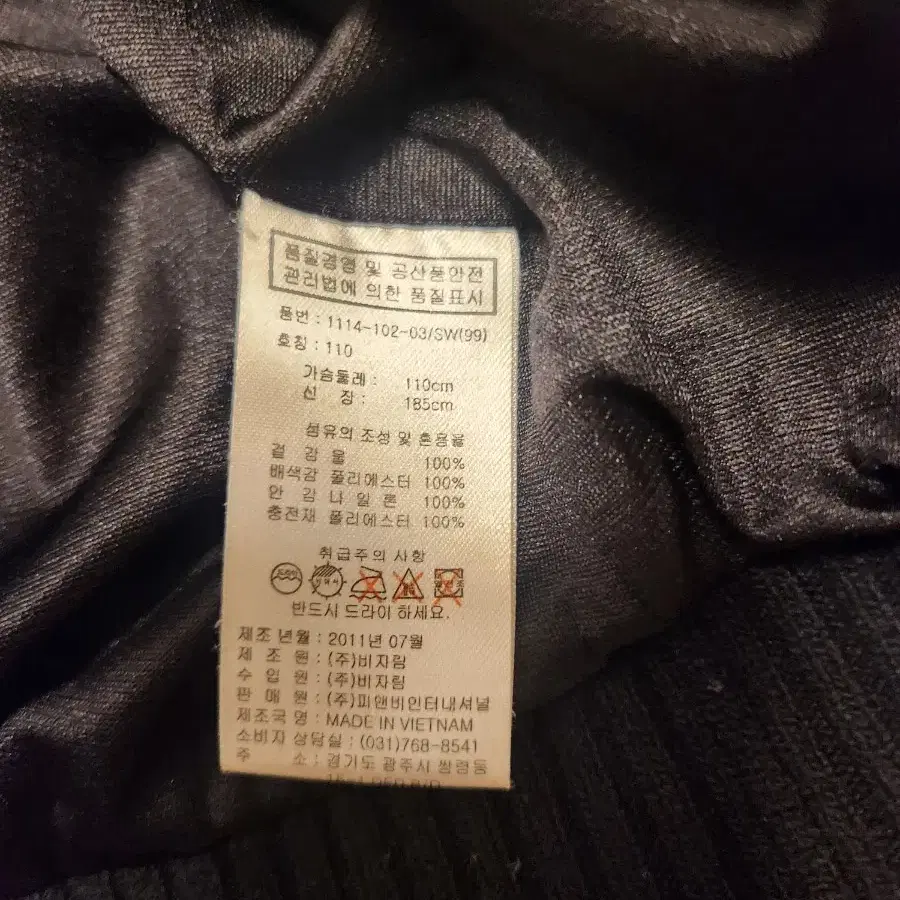 품질경영 및 공산품안전
관리법에 의한 품질표시
품번 : 1114-102-03/SW(99)
호칭 : 110
가슴둘레 : 110cm
신 장 : 185cm
섬유의 조성 및 혼용율
겉 감 울 100%
배색감 폴리에스터 100%
안 감 나 일 론 100%
충전재 폴리에스터 100%
취급주의 사항
반드시 드라이 하세요.
제조 년월 : 2011년 07월
제 조 원 : (주)비자림
수 입 원 : (주)비자림
판 매 원 : (주)피앤비인터내셔널
제조국 명 : MADE IN VIETNAM
소비자 상담실 : (031)768-8541
주 소 : 경기도 광주시 쌍령동